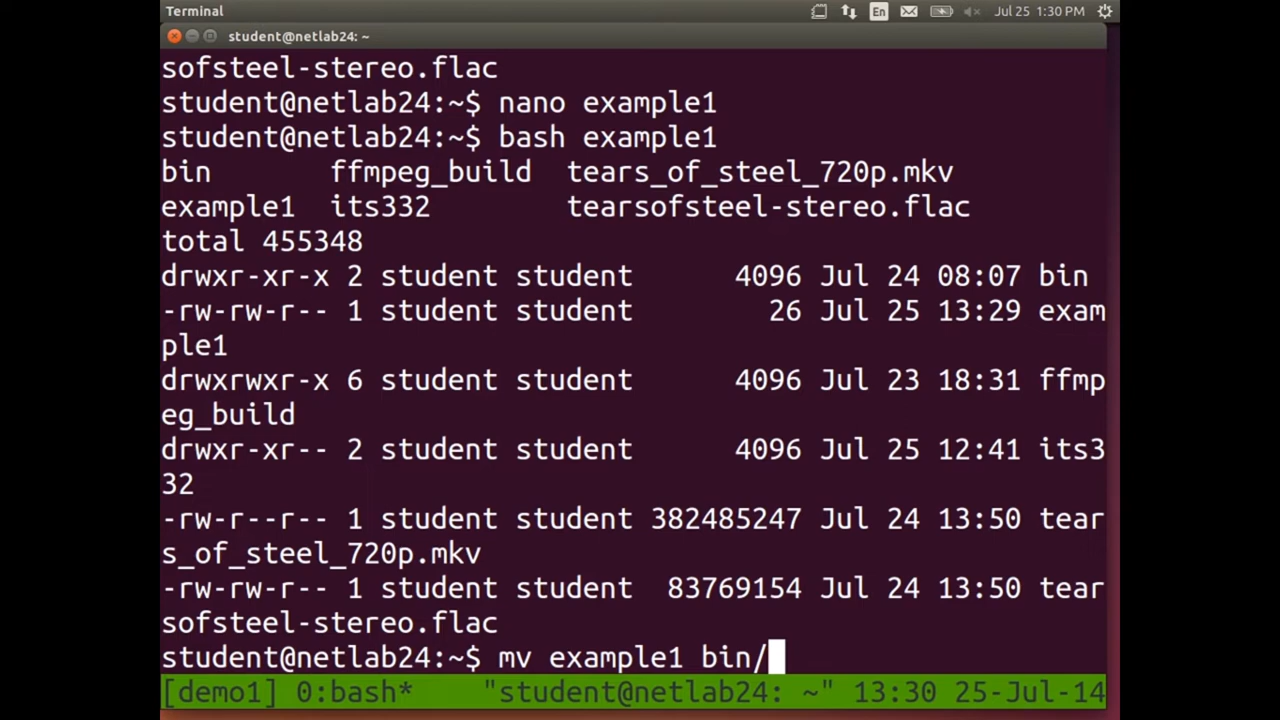 Terminal
En
Jul 25 1:30 PM
student@netlab24: ~
sofsteel-stereo.flac
student@netlab24:~$ nano example1
student@netlab24:~$ bash example1
bin ffmpeg_build tears_of_steel_720p.mkv
example1 its332 tearsofsteel-stereo.flac
total 455348
drwxr-xr-x 2 student student 4096 Jul 24 08:07 bin
-rw-rw-r-- 1 student student 26 Jul 25 13:29 exam
ple1
drwxrwxr-x 6 student student 4096 Jul 23 18:31 ffmp
eg_build
drwxr-xr-- 2 student student 4096 Jul 25 12:41 its3
32
-rw-r--r-- 1 student student 382485247 Jul 24 13:50 tear
s_of_steel_720p.mkv
-rw-rw-r-- 1 student student 83769154 Jul 24 13:50 tear
sofsteel-stereo.flac
student@netlab24:~$ mv example1 bin/
[demo1] 0:bash* "student@netlab24: ~" 13:30 25-Jul-14